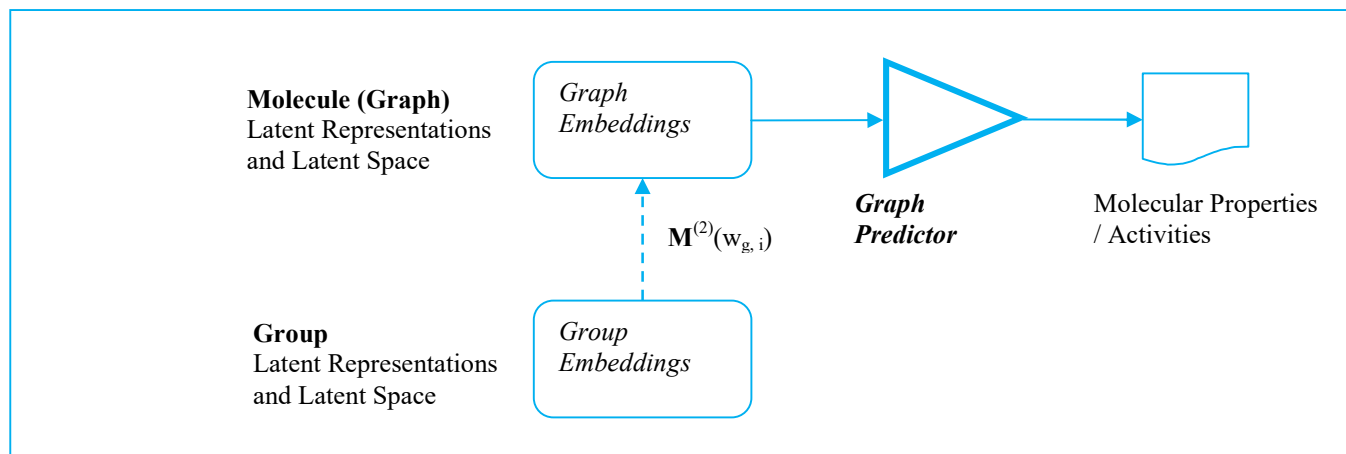 Molecule (Graph)
Latent Representations
and Latent Space
Graph
Embeddings
Graph
Predictor
Molecular Properties
/ Activities
M(2)(wg, i)
Group
Latent Representations
and Latent Space
Group
Embeddings